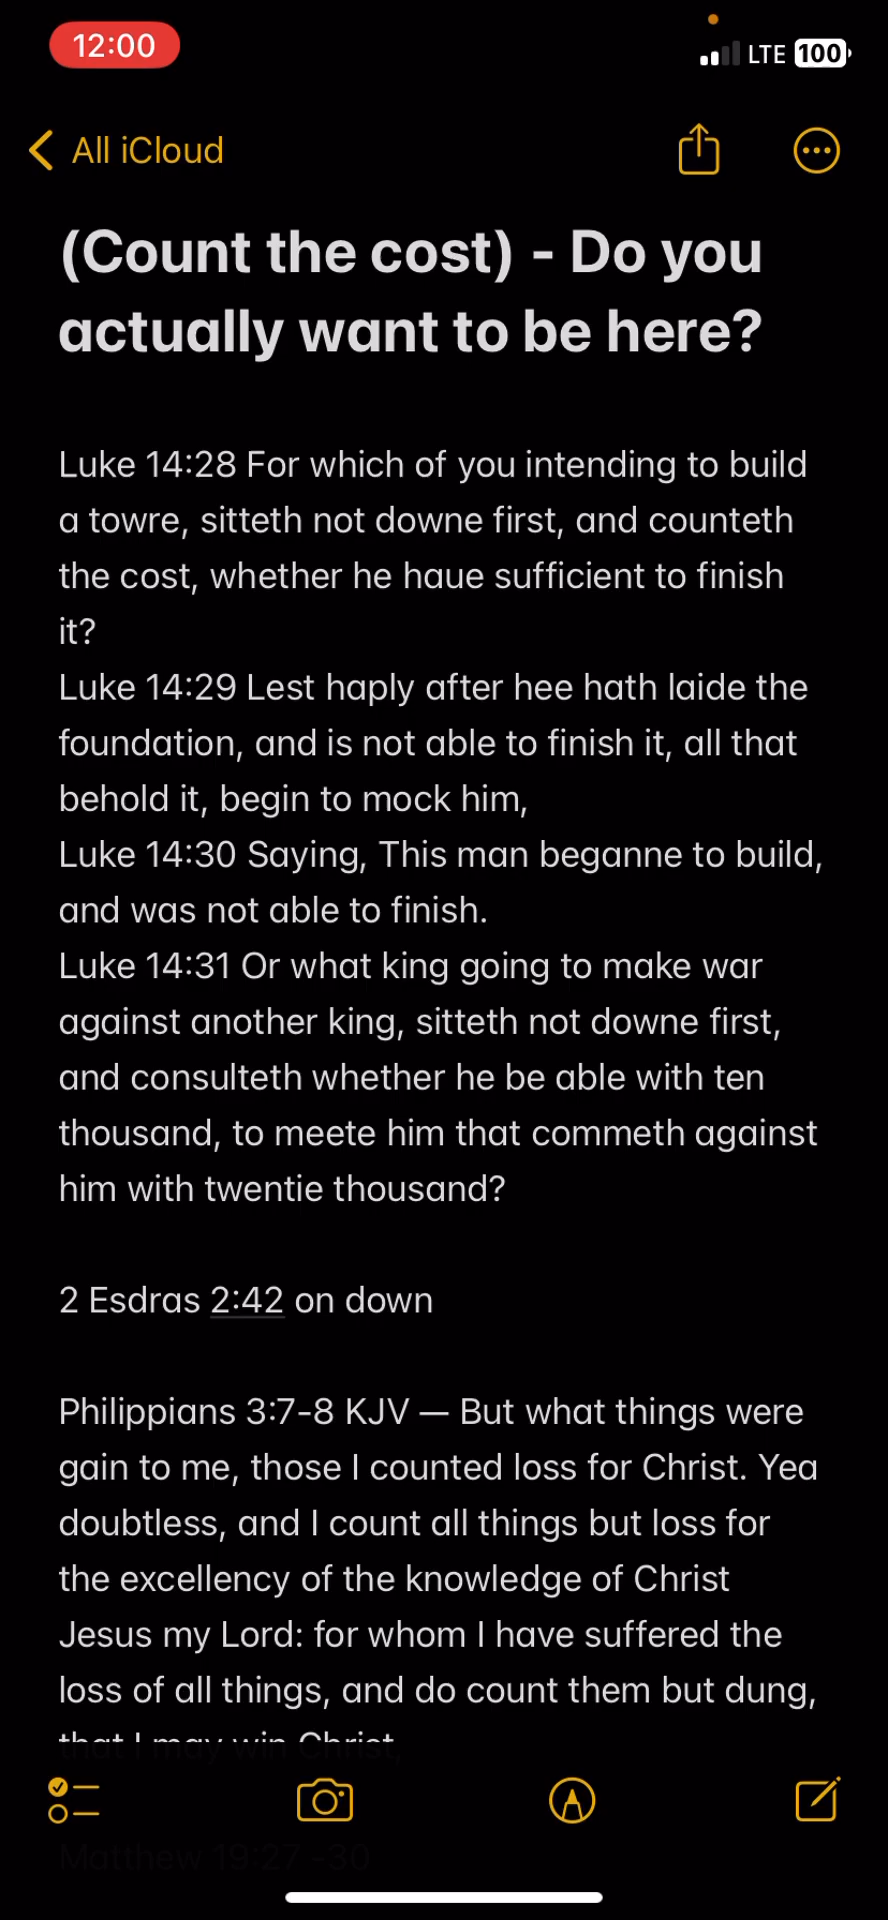 12:00
LTE 100
All iCloud
(Count the cost) - Do you
actually want to be here?
Luke 14:28 For which of you intending to build
a towre, sitteth not downe first, and counteth
the cost, whether he haue sufficient to finish
it?
Luke 14:29 Lest haply after hee hath laide the
foundation, and is not able to finish it, all that
behold it, begin to mock him,
Luke 14:30 Saying, This man beganne to build,
and was not able to finish.
Luke 14:31 Or what king going to make war
against another king, sitteth not downe first,
and consulteth whether he be able with ten
thousand, to meete him that commeth against
him with twentie thousand?
2 Esdras 2:42 on down
Philippians 3:7-8 KJV — But what things were
gain to me, those I counted loss for Christ. Yea
doubtless, and I count all things but loss for
the excellency of the knowledge of Christ
Jesus my Lord: for whom I have suffered the
loss of all things, and do count them but dung,
that I may win Christ,
Matthew 19:27 -30